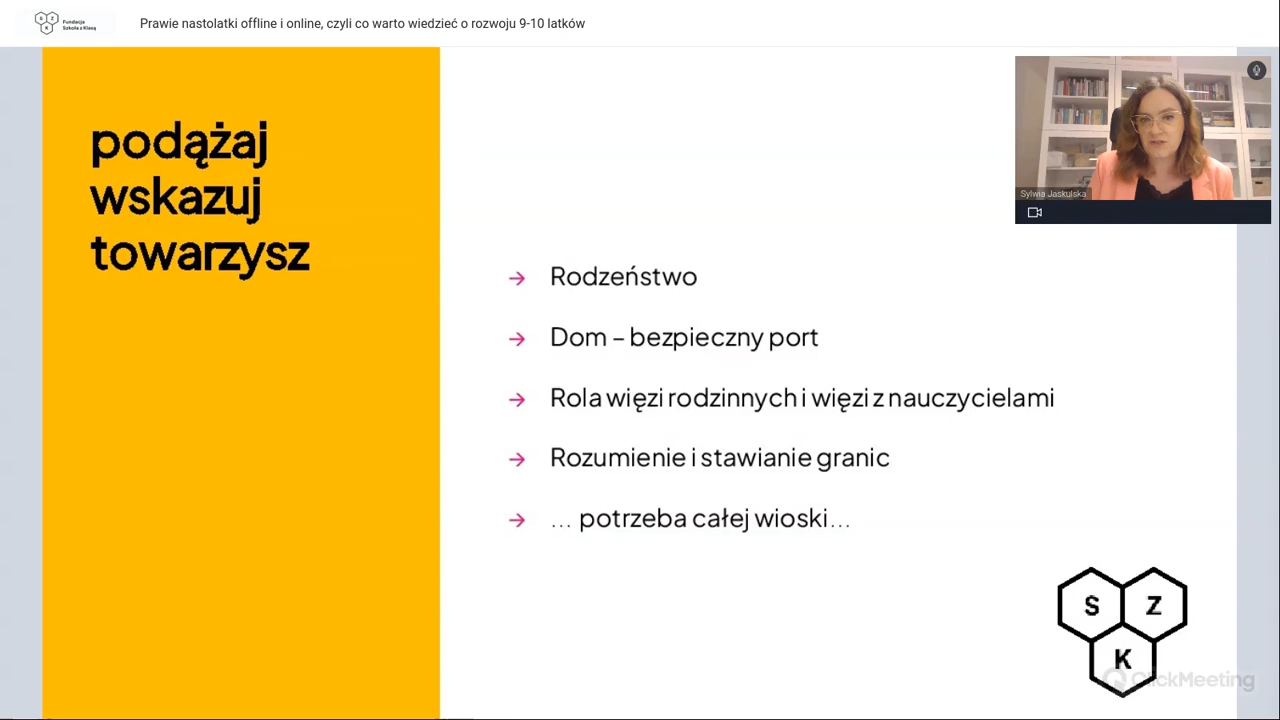 Fundacja
Szkoła z Klasą
Prawie nastolatki offline i online, czyli co warto wiedzieć o rozwoju 9-10 latków
podążaj
wskazuj
towarzysz
Sylwia Jaskulska
→ Rodzeństwo
→ Dom – bezpieczny port
→ Rola więzi rodzinnych i więzi z nauczycielami
→ Rozumienie i stawianie granic
→ ... potrzeba całej wioski...
S Z
K
ClickMeeting